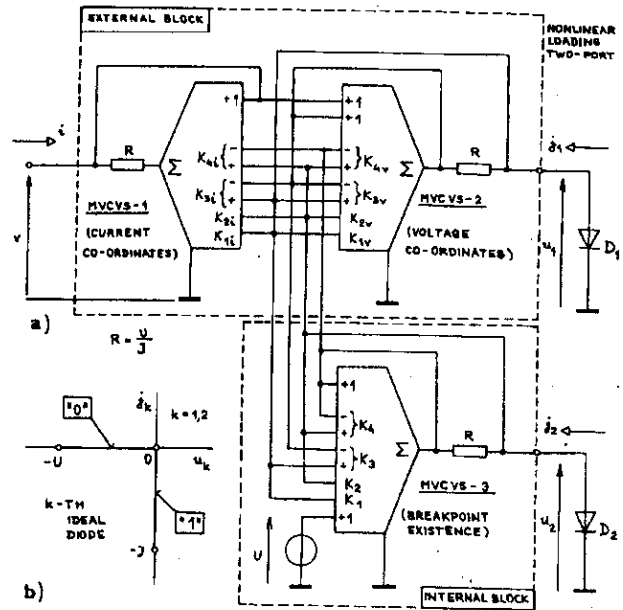 EXTERNAL BLOCK
NONLINEAR
LOADING
TWO-PORT
i
R
Σ
+1
K4i { - +
K3i { - +
K2i
K1i
MVCVS-1
(CURRENT
CO-ORDINATES)
v
+1
+1
- + } K4v
- + } K3v
K2v
K1v
Σ
R
MVCVS-2
(VOLTAGE
CO-ORDINATES)
j1
u1
D1
a)
R = U/J
+1
- + } K4
- + } K3
K2
K1
+1
Σ
R
MVCVS-3
(BREAKPOINT
EXISTENCE)
U
j2
u2
D2
INTERNAL BLOCK
"0"
jk
k=1,2
-U
0
uk
k-TH
IDEAL
DIODE
"1"
-J
b)